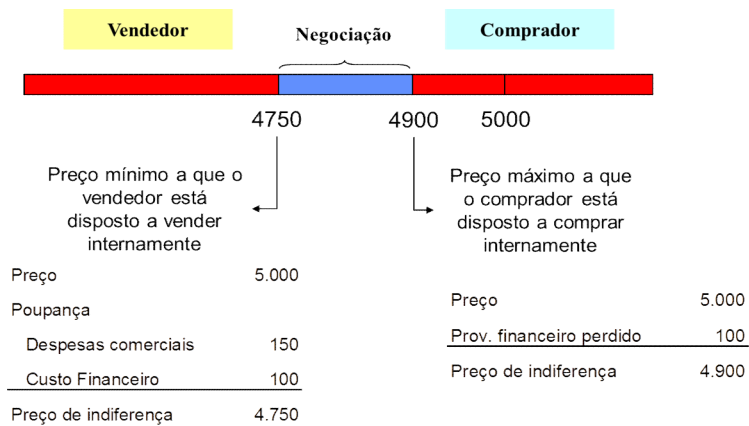 Vendedor
Negociação
Comprador
4750
4900
5000
Preço mínimo a que o
vendedor está
disposto a vender
internamente
Preço máximo a que
o comprador está
disposto a comprar
internamente
Preço 5.000
Poupança
Despesas comerciais 150
Custo Financeiro 100
Preço de indiferença 4.750
Preço 5.000
Prov. financeiro perdido 100
Preço de indiferença 4.900